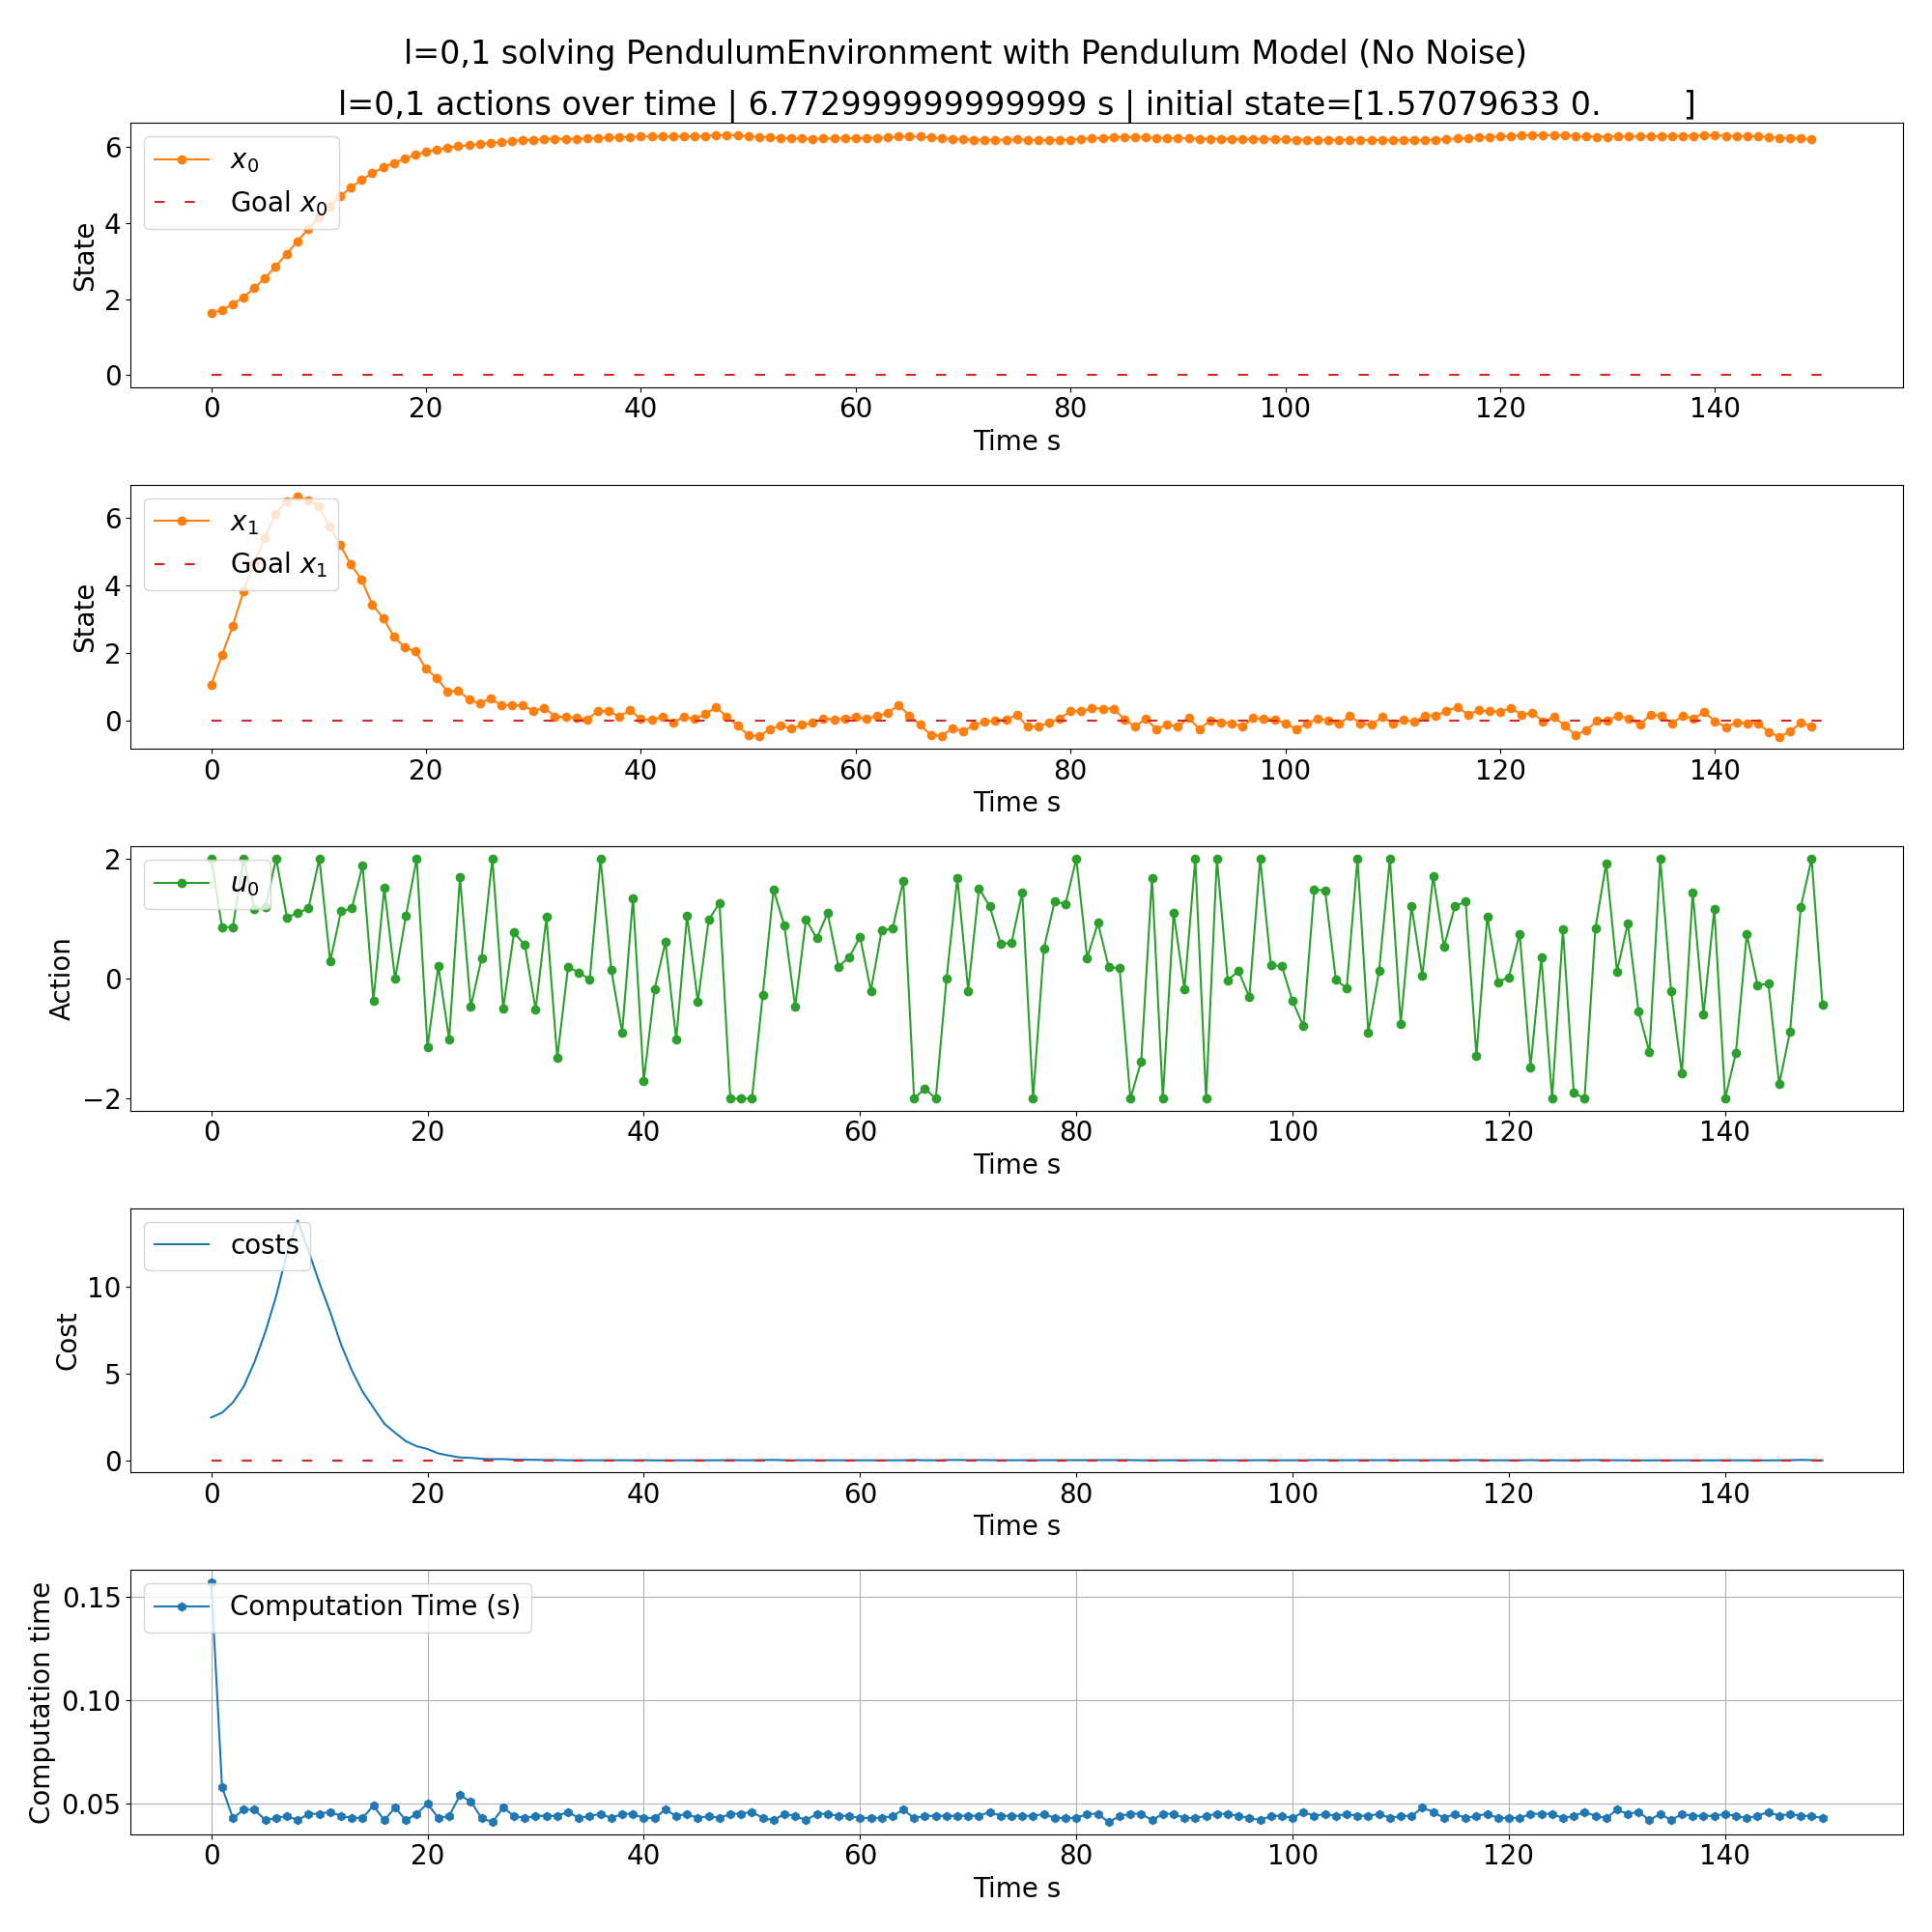 l=0,1 solving PendulumEnvironment with Pendulum Model (No Noise)
l=0,1 actions over time | 6.772999999999999 s | initial state=[1.57079633 0. ]
6
4
2
0
State
x₀
Goal x₀
0 20 40 60 80 100 120 140
Time s
6
4
2
0
State
x₁
Goal x₁
0 20 40 60 80 100 120 140
Time s
2
0
−2
Action
u₀
0 20 40 60 80 100 120 140
Time s
10
5
0
Cost
costs
0 20 40 60 80 100 120 140
Time s
0.15
0.10
0.05
Computation time
Computation Time (s)
0 20 40 60 80 100 120 140
Time s